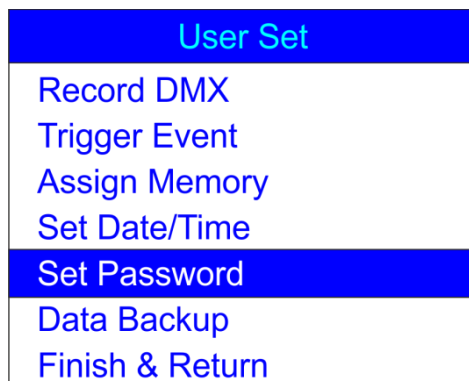 User Set
Record DMX
Trigger Event
Assign Memory
Set Date/Time
Set Password
Data Backup
Finish & Return